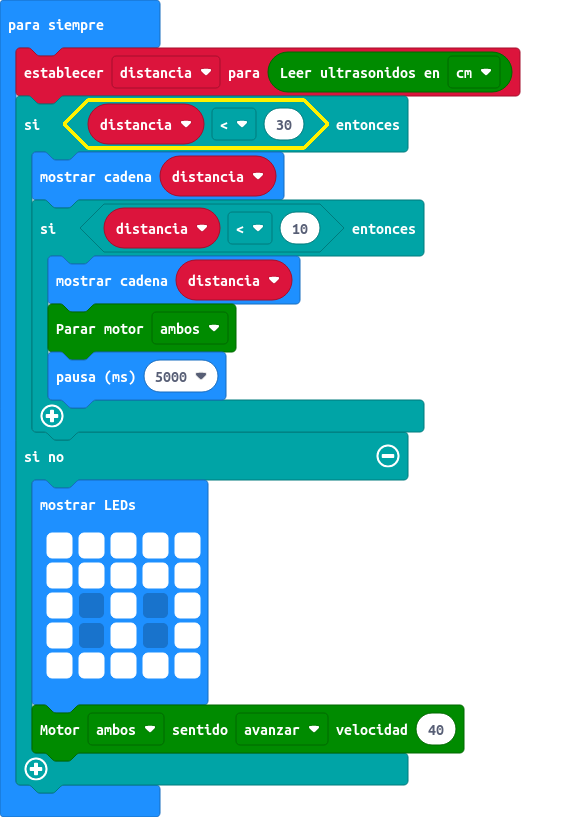 para siempre
establecer distancia para Leer ultrasonidos en cm
si distancia < 30 entonces
mostrar cadena distancia
si distancia < 10 entonces
mostrar cadena distancia
Parar motor ambos
pausa (ms) 5000
si no
mostrar LEDs
Motor ambos sentido avanzar velocidad 40